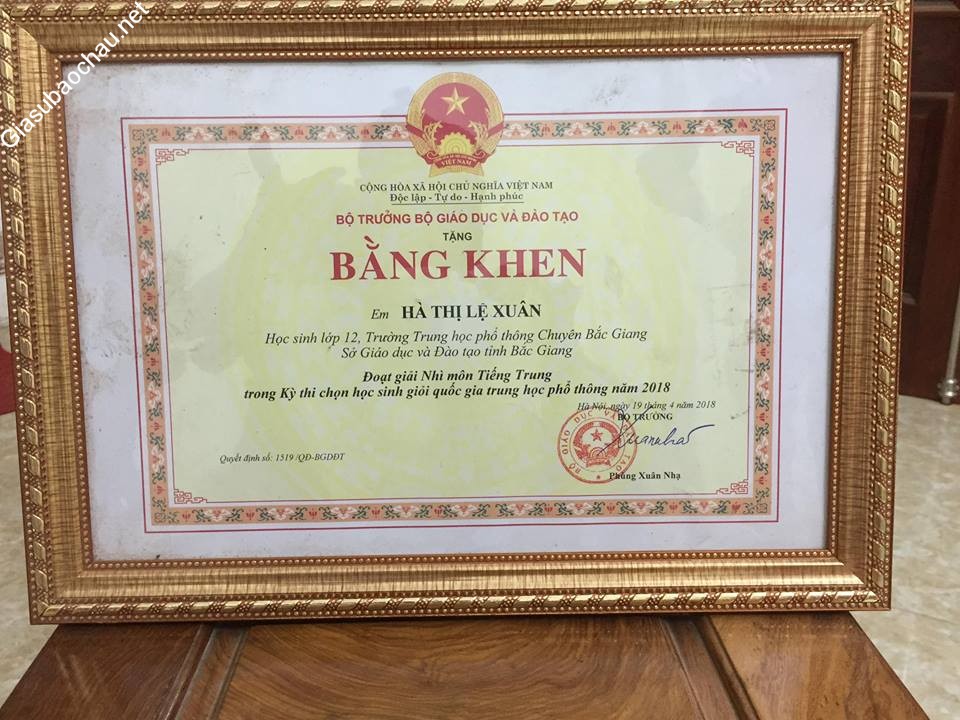 Giasubaochau.net
VIỆT NAM
CỘNG HÒA XÃ HỘI CHỦ NGHĨA VIỆT NAM
Độc lập - Tự do - Hạnh phúc
BỘ TRƯỞNG BỘ GIÁO DỤC VÀ ĐÀO TẠO
TẶNG
BẰNG KHEN
Em HÀ THỊ LỆ XUÂN
Học sinh lớp 12, Trường Trung học phổ thông Chuyên Bắc Giang
Sở Giáo dục và Đào tạo tỉnh Bắc Giang
Đoạt giải Nhì môn Tiếng Trung
trong Kỳ thi chọn học sinh giỏi quốc gia trung học phổ thông năm 2018
Hà Nội, ngày 19 tháng 4 năm 2018
BỘ TRƯỞNG
BỘ GIÁO DỤC VÀ TẠO
Quyết định số: 1519 /QĐ-BGDĐT
Phùng Xuân Nhạ